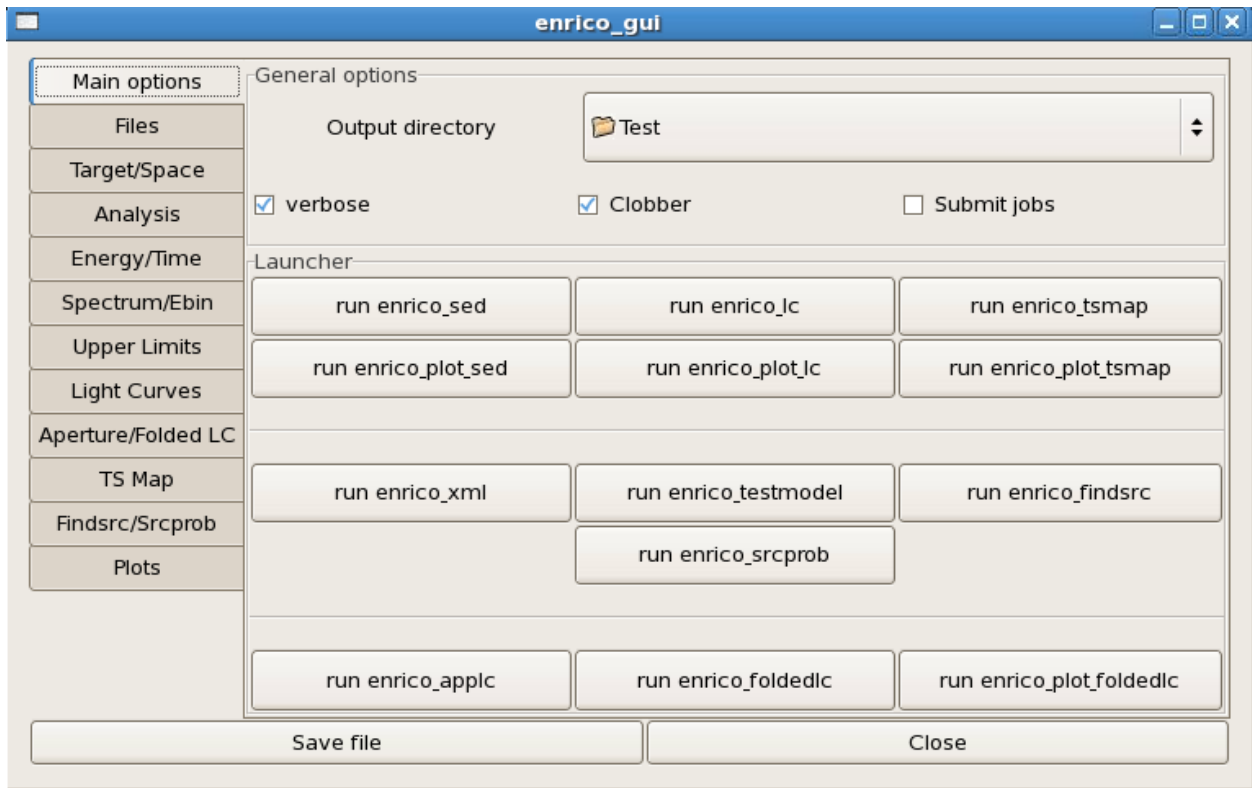 enrico_gui
Main options
Files
Target/Space
Analysis
Energy/Time
Spectrum/Ebin
Upper Limits
Light Curves
Aperture/Folded LC
TS Map
Findsrc/Srcprob
Plots
General options
Output directory Test
verbose Clobber Submit jobs
Launcher
run enrico_sed run enrico_lc run enrico_tsmap
run enrico_plot_sed run enrico_plot_lc run enrico_plot_tsmap
run enrico_xml run enrico_testmodel run enrico_findsrc
run enrico_srcprob
run enrico_applc run enrico_foldedlc run enrico_plot_foldedlc
Save file Close